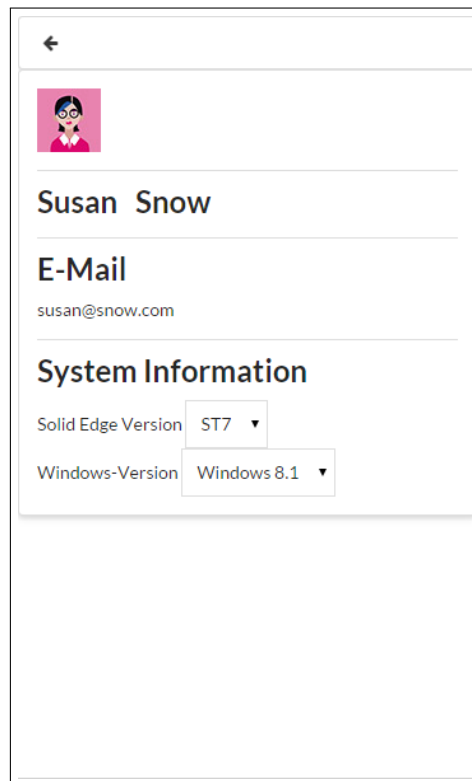 Susan Snow
E-Mail
susan@snow.com
System Information
Solid Edge Version ST7
Windows-Version Windows 8.1